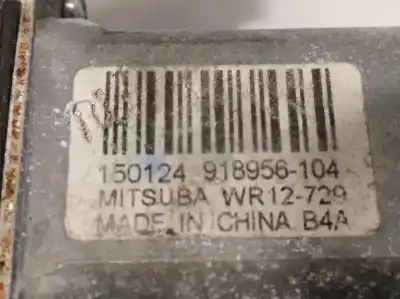 150124 918956-104
MITSUBA WR12-729
MADE IN CHINA B4A